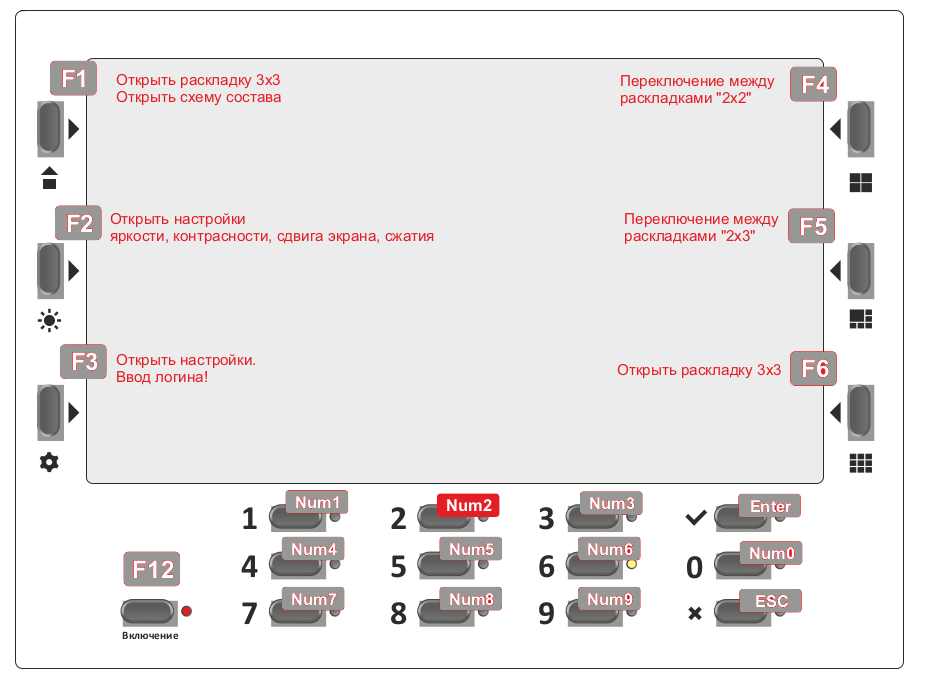 F1
Открыть раскладку 3х3
Открыть схему состава
Переключение между
раскладками "2х2"
F4
F2
Открыть настройки
яркости, контрасности, сдвига экрана, сжатия
Переключение между
раскладками "2х3"
F5
F3
Открыть настройки.
Ввод логина!
Открыть раскладку 3х3
F6
1 Num1
2 Num2
3 Num3
Enter
F12
4 Num4
5 Num5
6 Num6
0 Num0
7 Num7
8 Num8
9 Num9
ESC
Включение